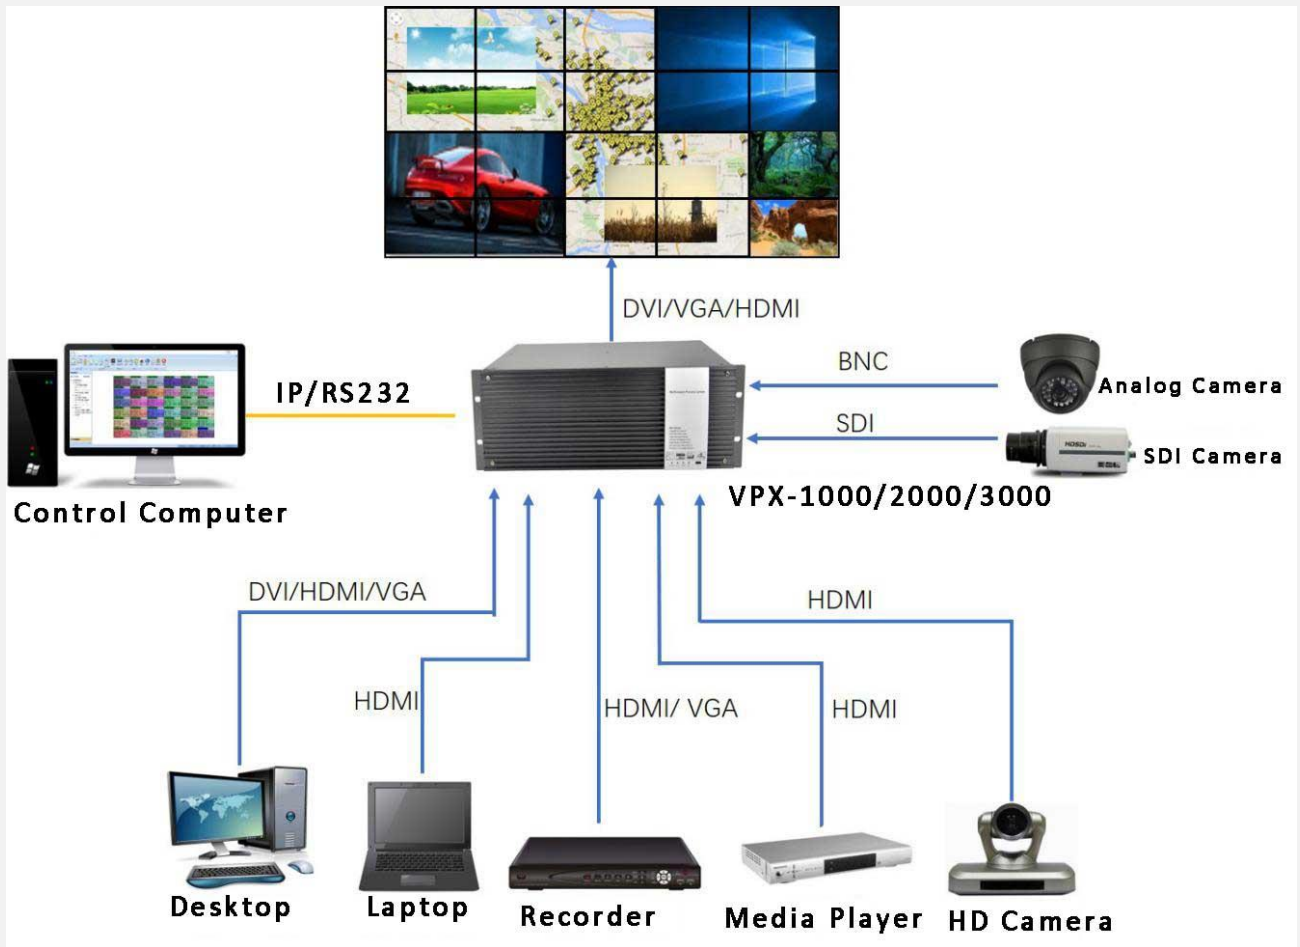 DVI/VGA/HDMI
BNC
IP/RS232
Analog Camera
SDI
HDSDI
SDI Camera
VPX-1000/2000/3000
Control Computer
DVI/HDMI/VGA
HDMI
HDMI
HDMI/ VGA
HDMI
Desktop
Laptop
Recorder
Media Player
HD Camera